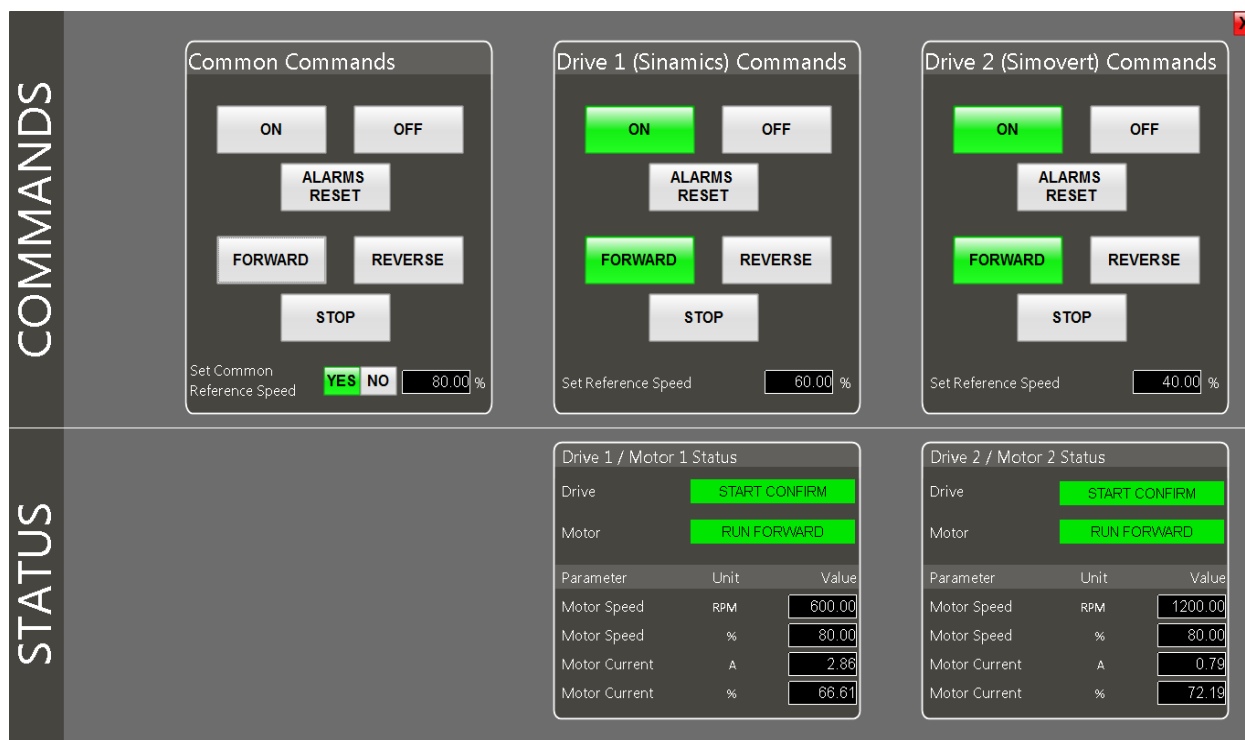 COMMANDS
Common Commands
ON OFF
ALARMS
RESET
FORWARD REVERSE
STOP
Set Common
Reference Speed YES NO 80.00 %
Drive 1 (Sinamics) Commands
ON OFF
ALARMS
RESET
FORWARD REVERSE
STOP
Set Reference Speed 60.00 %
Drive 2 (Simovert) Commands
ON OFF
ALARMS
RESET
FORWARD REVERSE
STOP
Set Reference Speed 40.00 %
STATUS
Drive 1 / Motor 1 Status
Drive START CONFIRM
Motor RUN FORWARD
Parameter Unit Value
Motor Speed RPM 600.00
Motor Speed % 80.00
Motor Current A 2.86
Motor Current % 66.61
Drive 2 / Motor 2 Status
Drive START CONFIRM
Motor RUN FORWARD
Parameter Unit Value
Motor Speed RPM 1200.00
Motor Speed % 80.00
Motor Current A 0.79
Motor Current % 72.19